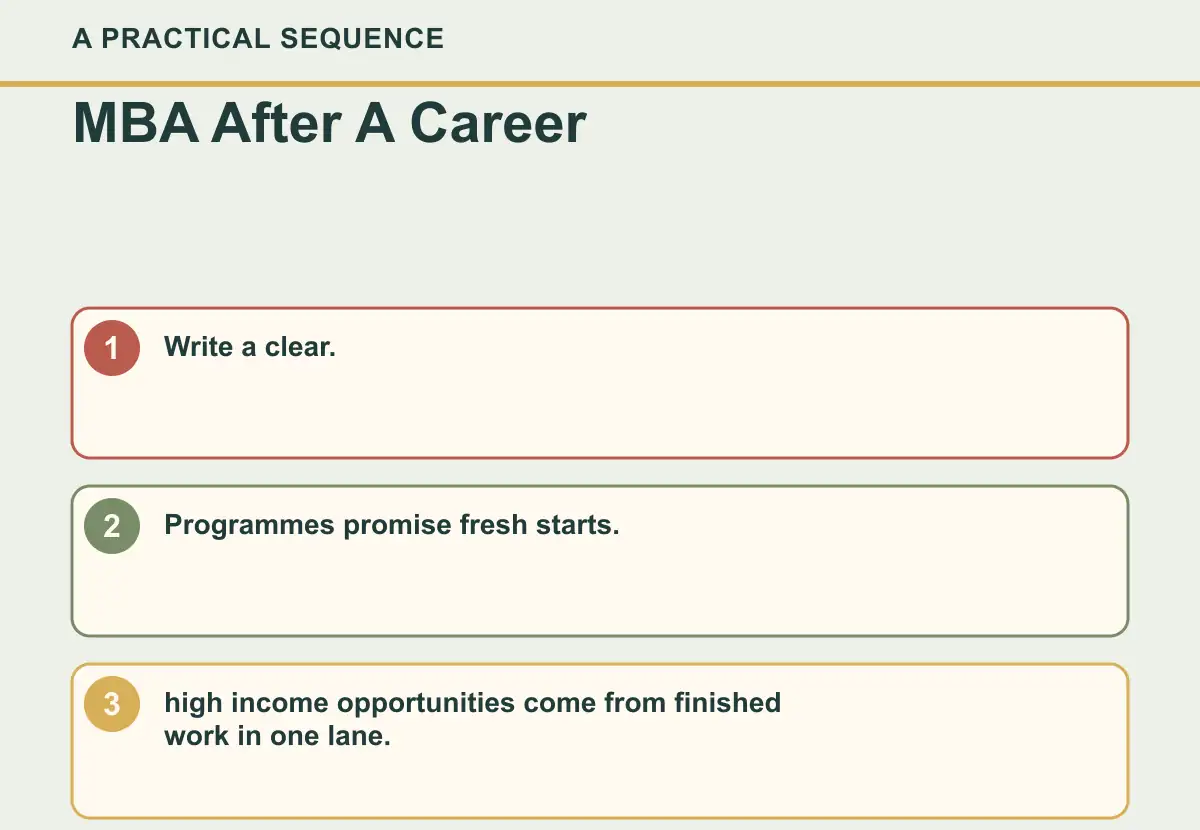 A PRACTICAL SEQUENCE
MBA After A Career
1
Write a clear.
2
Programmes promise fresh starts.
3
high income opportunities come from finished
work in one lane.